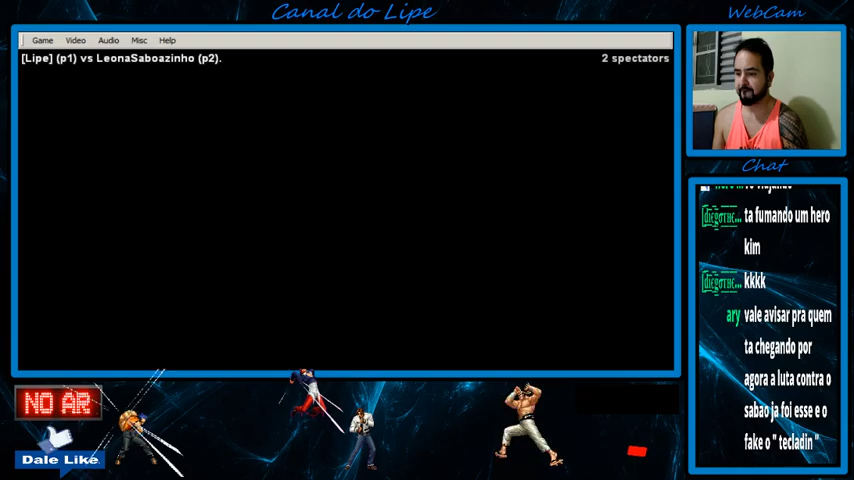 Canal do Lipe
WebCam
Game Video Audio Misc Help
[Lipe] (p1) vs LeonaSaboazinho (p2).
2 spectators
Chat
ta fumando um hero
kim
kkkk
ary vale avisar pra quem
ta chegando por
agora a luta contra o
sabao ja foi esse e o
fake o " tecladin "
NO AR
Dale Like.